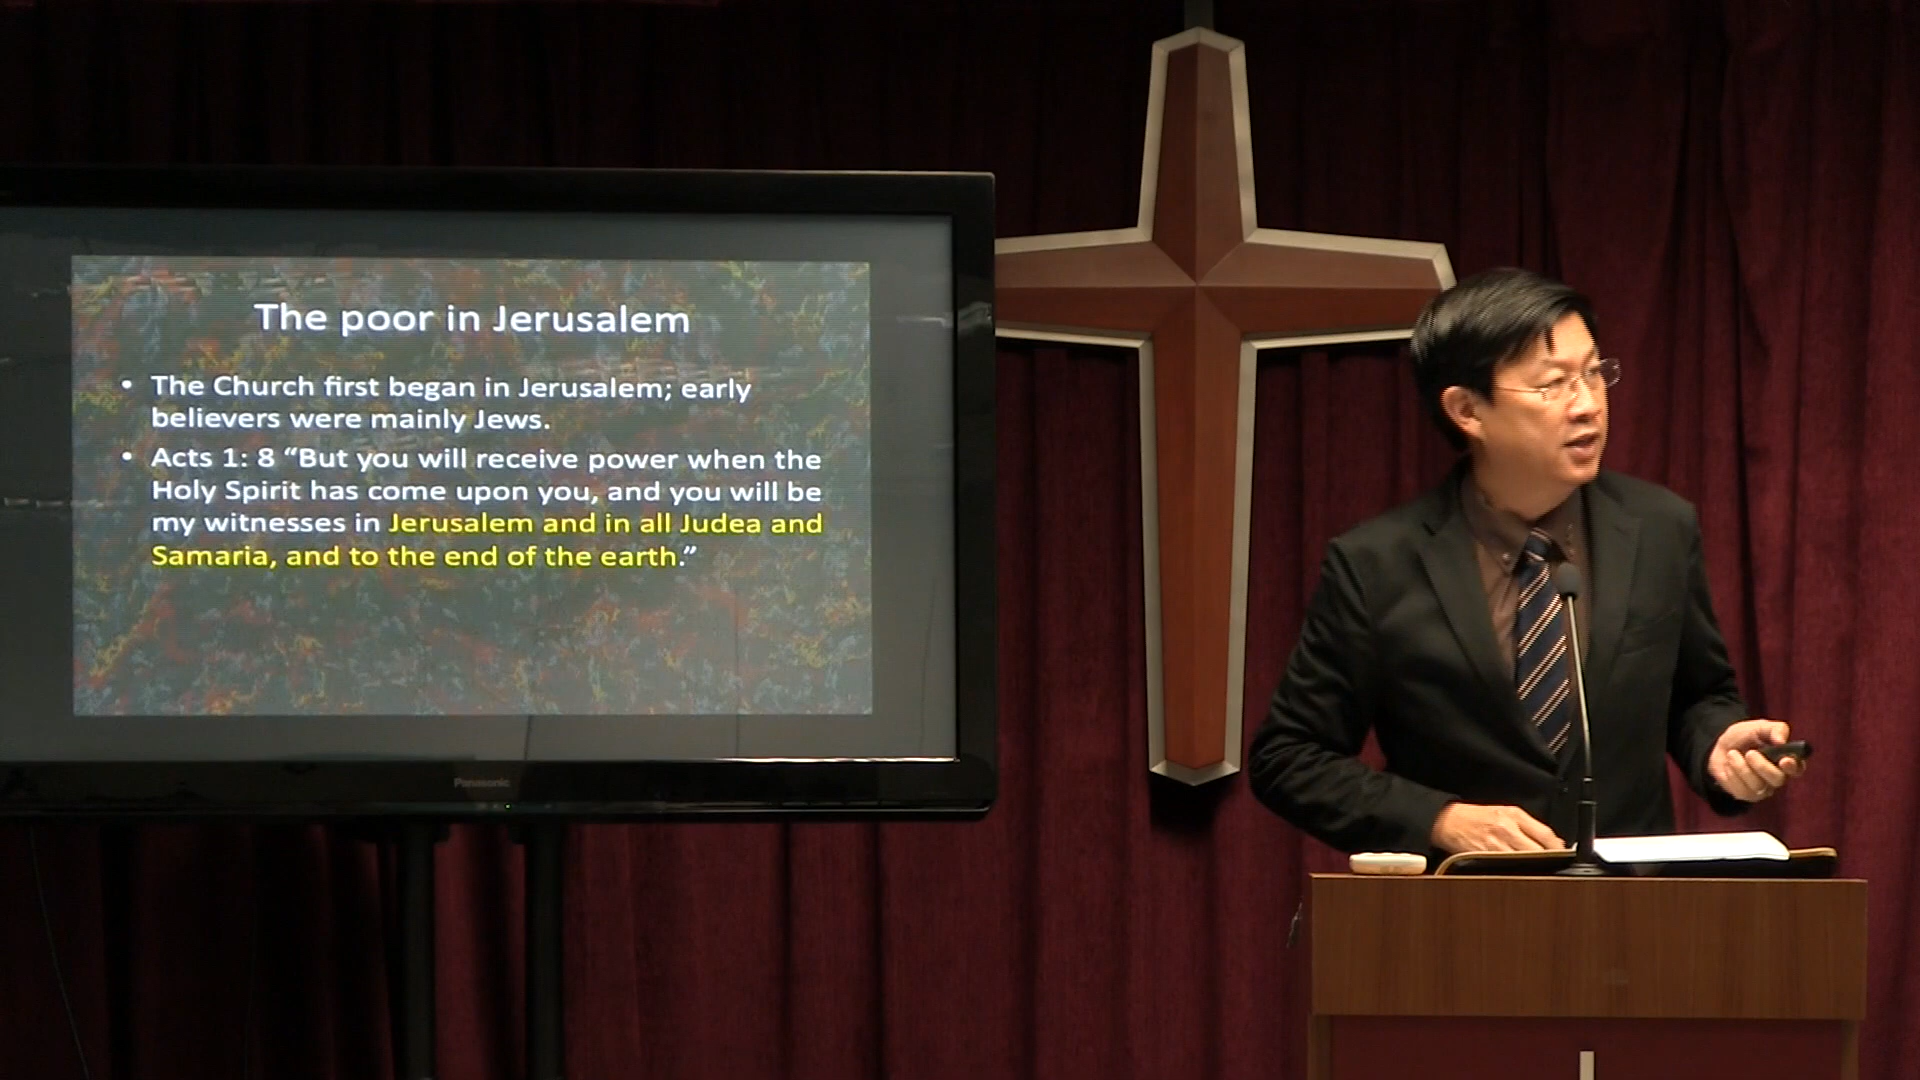 The poor in Jerusalem
• The Church first began in Jerusalem; early
believers were mainly Jews.
• Acts 1: 8 “But you will receive power when the
Holy Spirit has come upon you, and you will be
my witnesses in Jerusalem and in all Judea and
Samaria, and to the end of the earth.”
Panasonic